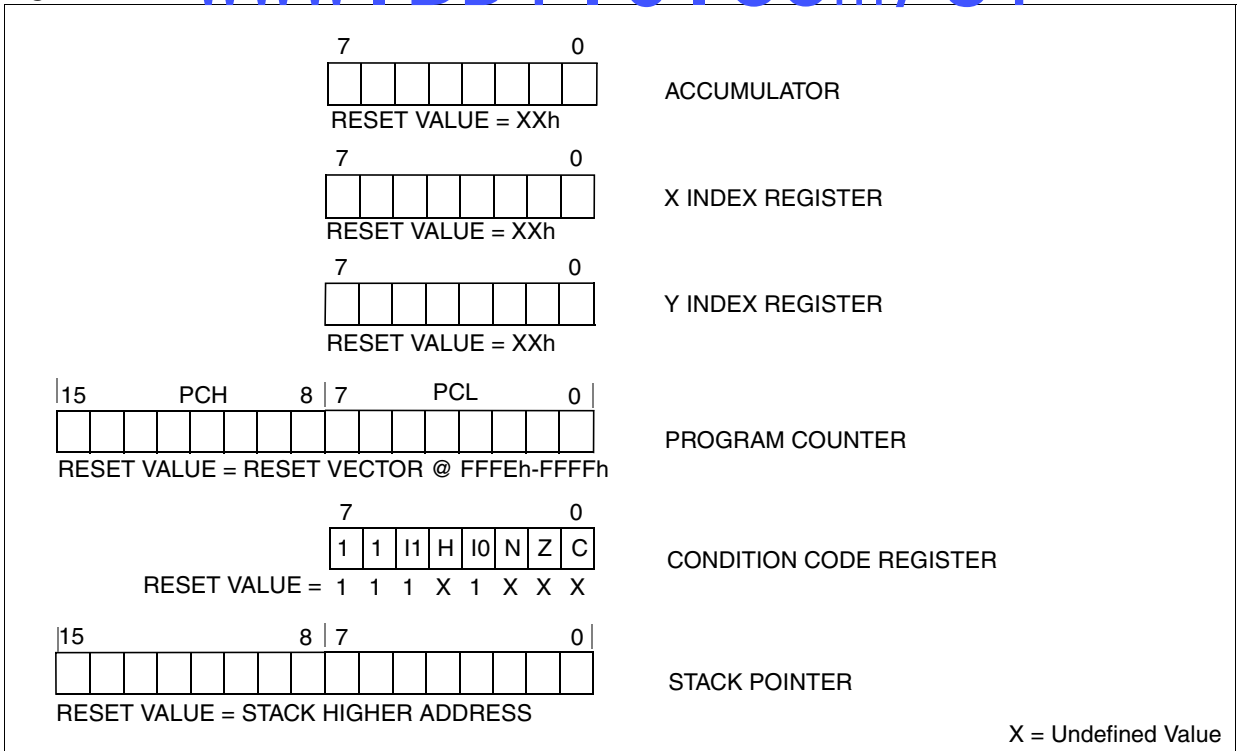 7 0
ACCUMULATOR
RESET VALUE = XXh
7 0
X INDEX REGISTER
RESET VALUE = XXh
7 0
Y INDEX REGISTER
RESET VALUE = XXh
15 PCH 8 7 PCL 0
PROGRAM COUNTER
RESET VALUE = RESET VECTOR @ FFFEh-FFFFh
7 0
1 1 I1 H I0 N Z C
CONDITION CODE REGISTER
RESET VALUE = 1 1 1 X 1 X X X
15 8 7 0
STACK POINTER
RESET VALUE = STACK HIGHER ADDRESS
X = Undefined Value